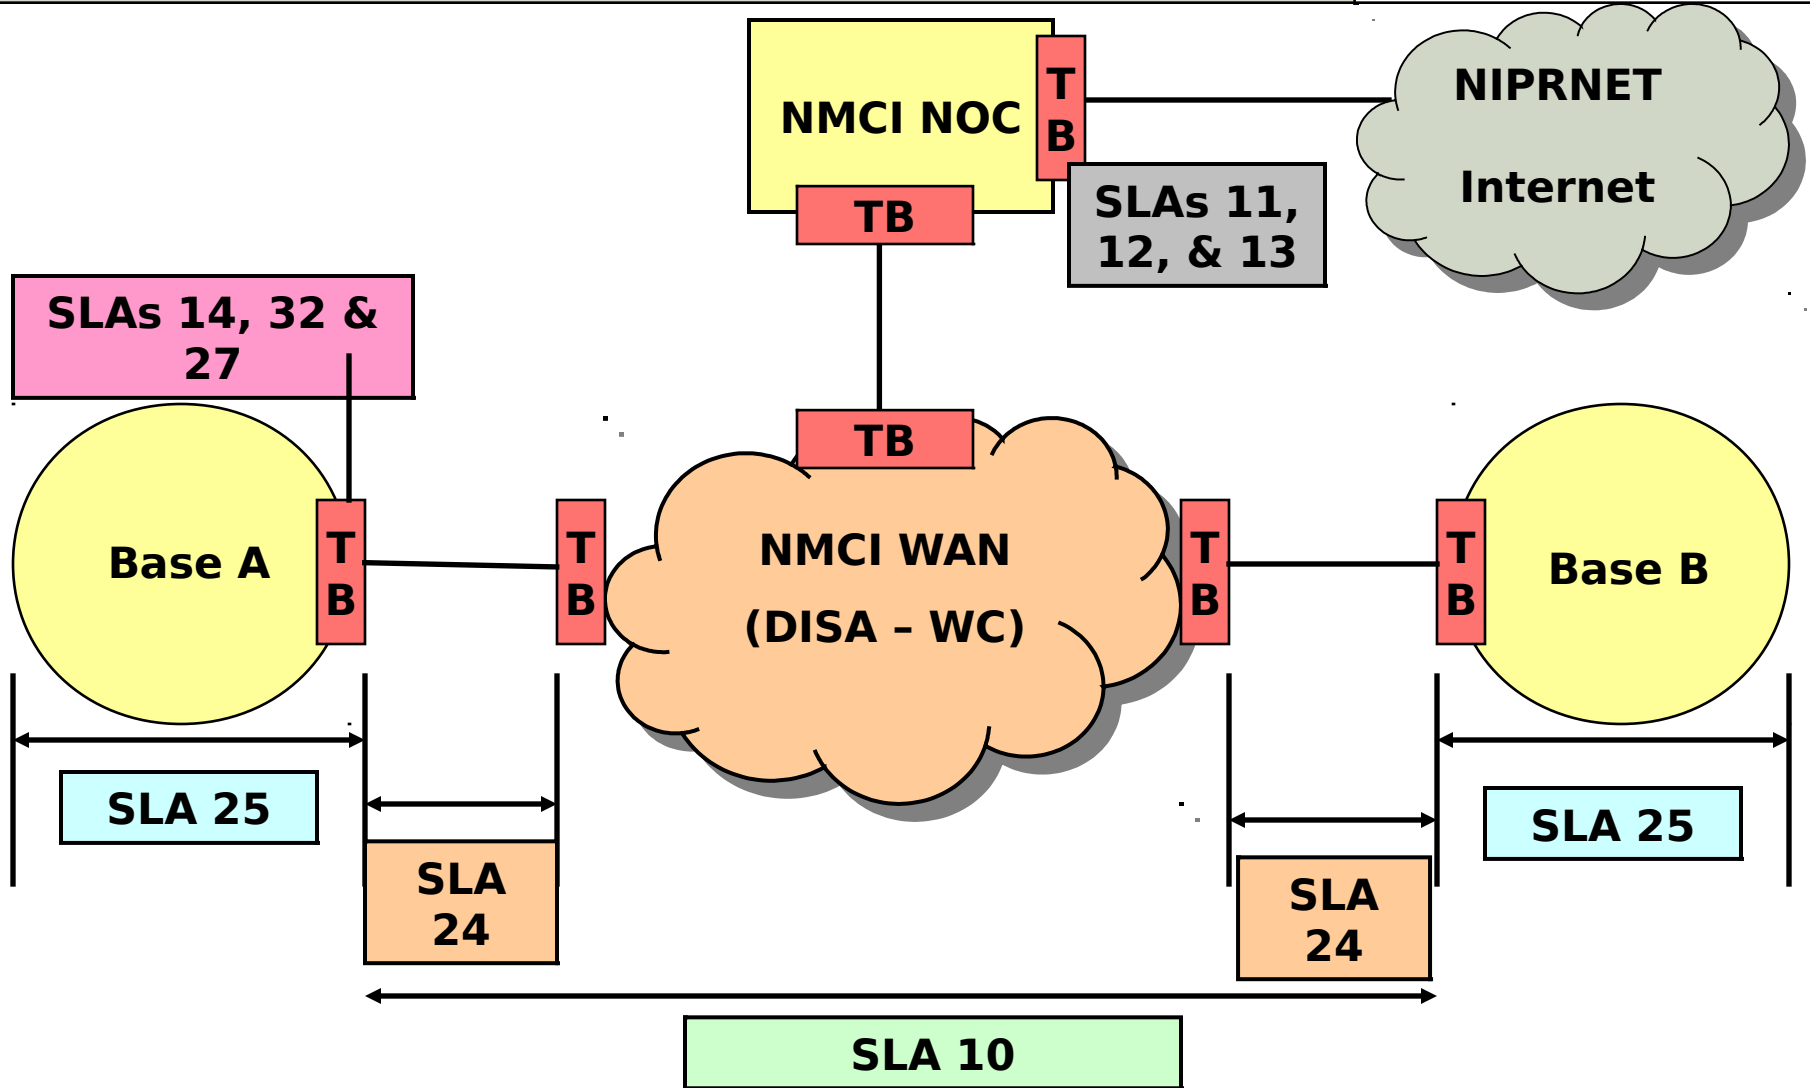 NMCI NOC
T
B
TB
NIPRNET
Internet
SLAs 11,
12, & 13
SLAs 14, 32 &
27
TB
Base A
T
B
T
B
NMCI WAN
(DISA – WC)
T
B
T
B
Base B
SLA 25
SLA
24
SLA
24
SLA 25
SLA 10